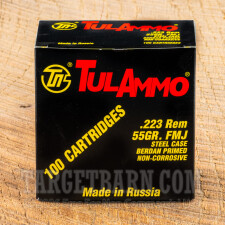 TULAMMO
100 CARTRIDGES
.223 Rem
55GR. FMJ
STEEL CASE
BERDAN PRIMED
NON-CORROSIVE
TARGETBARN.COM
Made in Russia